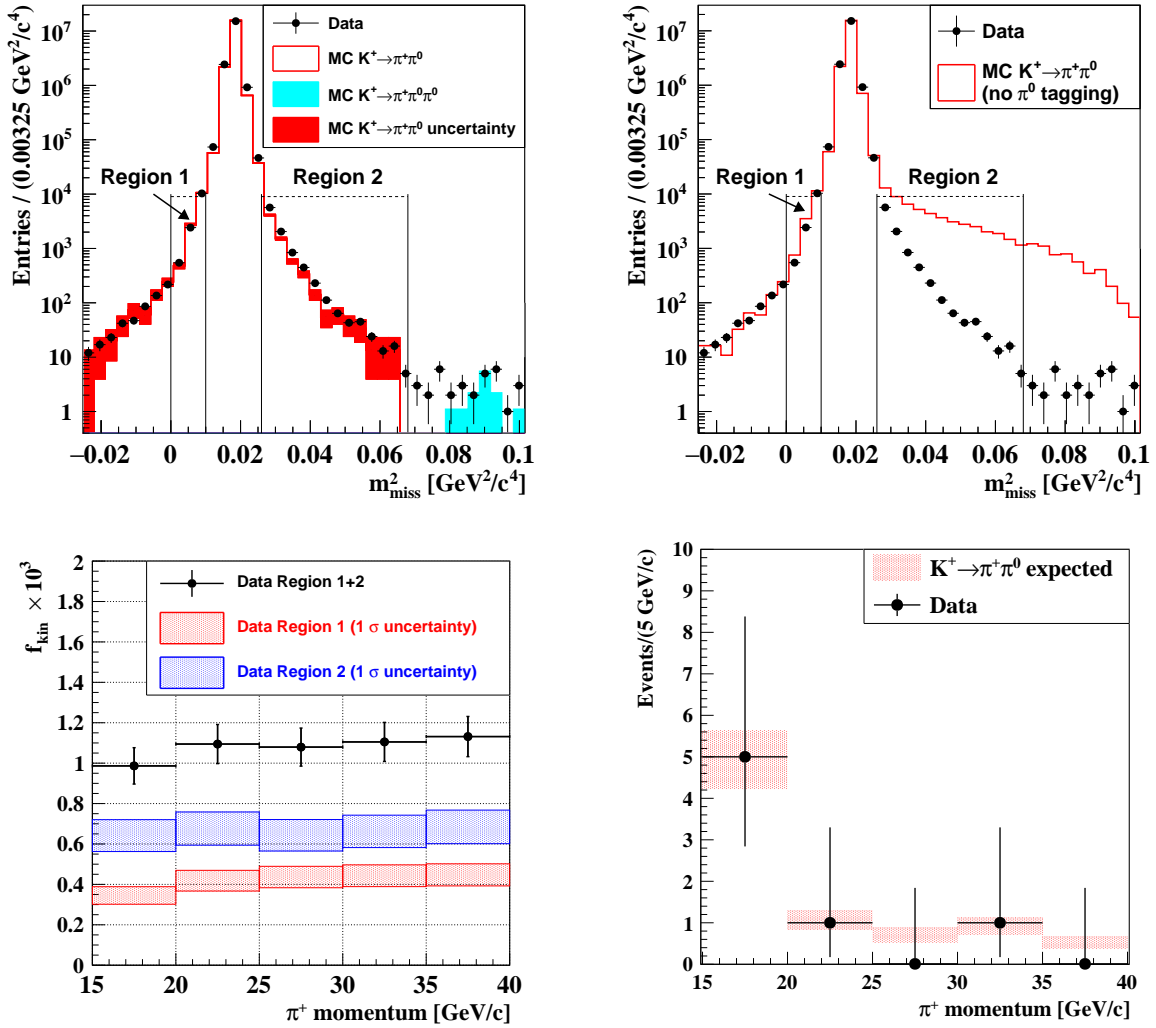 Entries / (0.00325 GeV²/c⁴)
10⁷
10⁶
10⁵
10⁴
10³
10²
10
1
Data
MC K⁺→π⁺π⁰
MC K⁺→π⁺π⁰π⁰
MC K⁺→π⁺π⁰ uncertainty
Region 1
Region 2
−0.02 0 0.02 0.04 0.06 0.08 0.1
m²miss [GeV²/c⁴]
Entries / (0.00325 GeV²/c⁴)
10⁷
10⁶
10⁵
10⁴
10³
10²
10
1
Data
MC K⁺→π⁺π⁰
(no π⁰ tagging)
Region 1
Region 2
−0.02 0 0.02 0.04 0.06 0.08 0.1
m²miss [GeV²/c⁴]
fkin × 10³
2
1.8
1.6
1.4
1.2
1
0.8
0.6
0.4
0.2
0
Data Region 1+2
Data Region 1 (1 σ uncertainty)
Data Region 2 (1 σ uncertainty)
15 20 25 30 35 40
π⁺ momentum [GeV/c]
Events/(5 GeV/c)
10
9
8
7
6
5
4
3
2
1
0
K⁺→π⁺π⁰ expected
Data
15 20 25 30 35 40
π⁺ momentum [GeV/c]